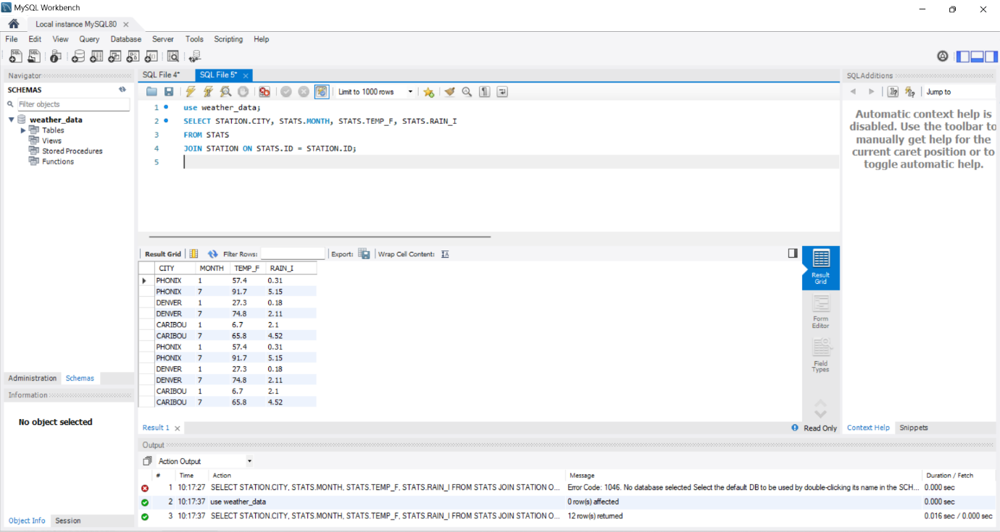 MySQL Workbench
Local instance MySQL80
File Edit View Query Database Server Tools Scripting Help
Navigator
SCHEMAS
Filter objects
weather_data
Tables
Views
Stored Procedures
Functions
Administration Schemas
Information
No object selected
Object Info Session
SQL File 4* SQL File 5*
Limit to 1000 rows
1 use weather_data;
2 SELECT STATION.CITY, STATS.MONTH, STATS.TEMP_F, STATS.RAIN_I
3 FROM STATS
4 JOIN STATION ON STATS.ID = STATION.ID;
5
Result Grid Filter Rows: Export: Wrap Cell Content:
CITY MONTH TEMP_F RAIN_I
PHONIX 1 57.4 0.31
PHONIX 7 91.7 5.15
DENVER 1 27.3 0.18
DENVER 7 74.8 2.11
CARIBOU 1 6.7 2.1
CARIBOU 7 65.8 4.52
PHONIX 1 57.4 0.31
PHONIX 7 91.7 5.15
DENVER 1 27.3 0.18
DENVER 7 74.8 2.11
CARIBOU 1 6.7 2.1
CARIBOU 7 65.8 4.52
Result
Grid
Form
Editor
Field
Types
Result 1
Read Only
SQLAdditions
Jump to
Automatic context help is
disabled. Use the toolbar to
manually get help for the
current caret position or to
toggle automatic help.
Context Help Snippets
Output
Action Output
# Time Action Message Duration / Fetch
1 10:17:27 SELECT STATION.CITY, STATS.MONTH, STATS.TEMP_F, STATS.RAIN_I FROM STATS JOIN STATION O... Error Code: 1046. No database selected Select the default DB to be used by double-clicking its name in the SCH... 0.000 sec
2 10:17:37 use weather_data 0 row(s) affected 0.000 sec
3 10:17:37 SELECT STATION.CITY, STATS.MONTH, STATS.TEMP_F, STATS.RAIN_I FROM STATS JOIN STATION O... 12 row(s) returned 0.016 sec / 0.000 sec